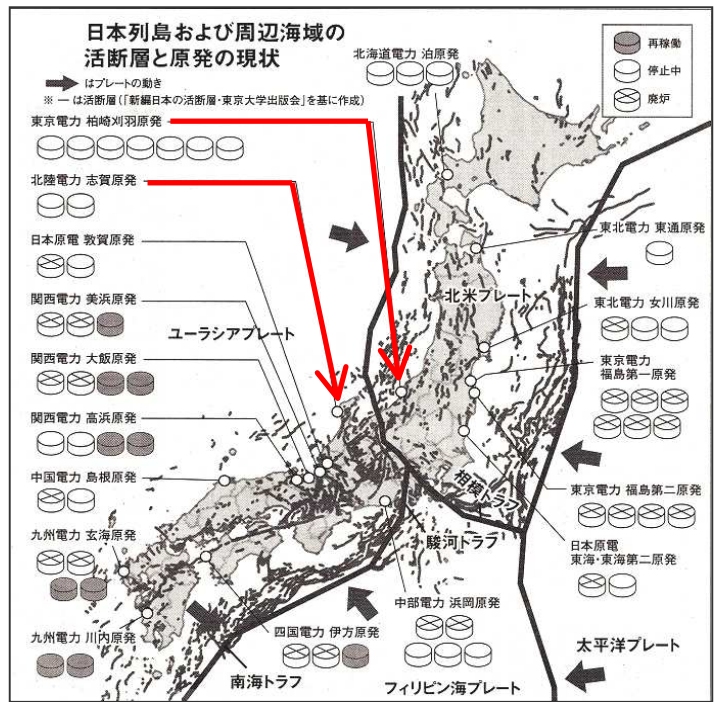 日本列島および周辺海域の
活断層と原発の現状
はプレートの動き
※ ― は活断層(「新編日本の活断層・東京大学出版会」を基に作成)
再稼働
停止中
廃炉
北海道電力 泊原発
東京電力 柏崎刈羽原発
北陸電力 志賀原発
日本原電 敦賀原発
関西電力 美浜原発
関西電力 大飯原発
関西電力 高浜原発
中国電力 島根原発
九州電力 玄海原発
九州電力 川内原発
ユーラシアプレート
北米プレート
東北電力 東通原発
東北電力 女川原発
東京電力
福島第一原発
東京電力 福島第二原発
日本原電
東海・東海第二原発
相模トラフ
駿河トラフ
中部電力 浜岡原発
四国電力 伊方原発
南海トラフ
フィリピン海プレート
太平洋プレート